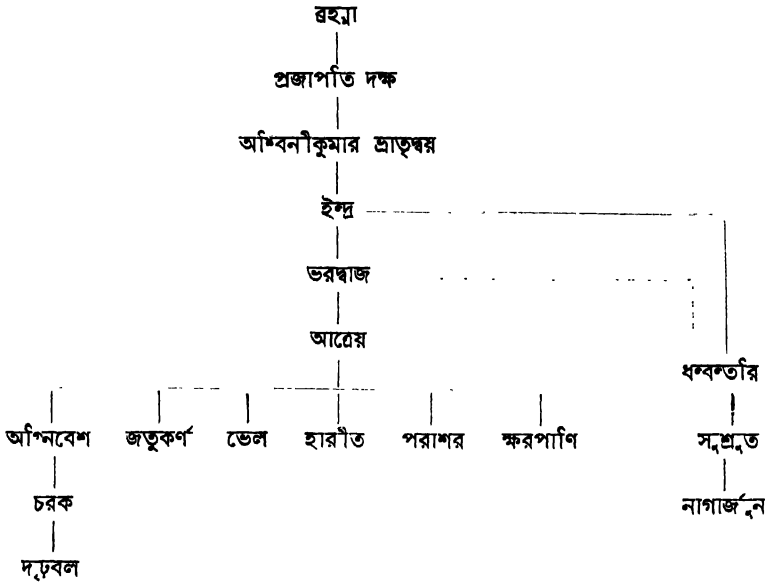 ব্রহ্মা
প্রজাপতি দক্ষ
অশ্বিনীকুমার ভ্রাতৃদ্বয়
ইন্দ্র
ভরদ্বাজ
আত্রেয়
ধন্বন্তরি
অগ্নিবেশ জতুকর্ণ ভেল হারীত পরাশর ক্ষরপাণি সুশ্রুত
চরক নাগার্জুন
দৃঢ়বল